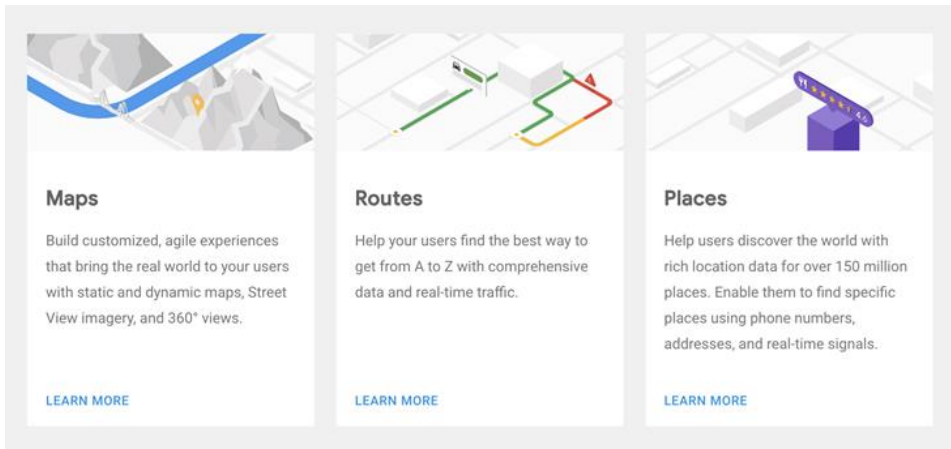 Maps
Build customized, agile experiences
that bring the real world to your users
with static and dynamic maps, Street
View imagery, and 360° views.
LEARN MORE
Routes
Help your users find the best way to
get from A to Z with comprehensive
data and real-time traffic.
LEARN MORE
Places
Help users discover the world with
rich location data for over 150 million
places. Enable them to find specific
places using phone numbers,
addresses, and real-time signals.
LEARN MORE